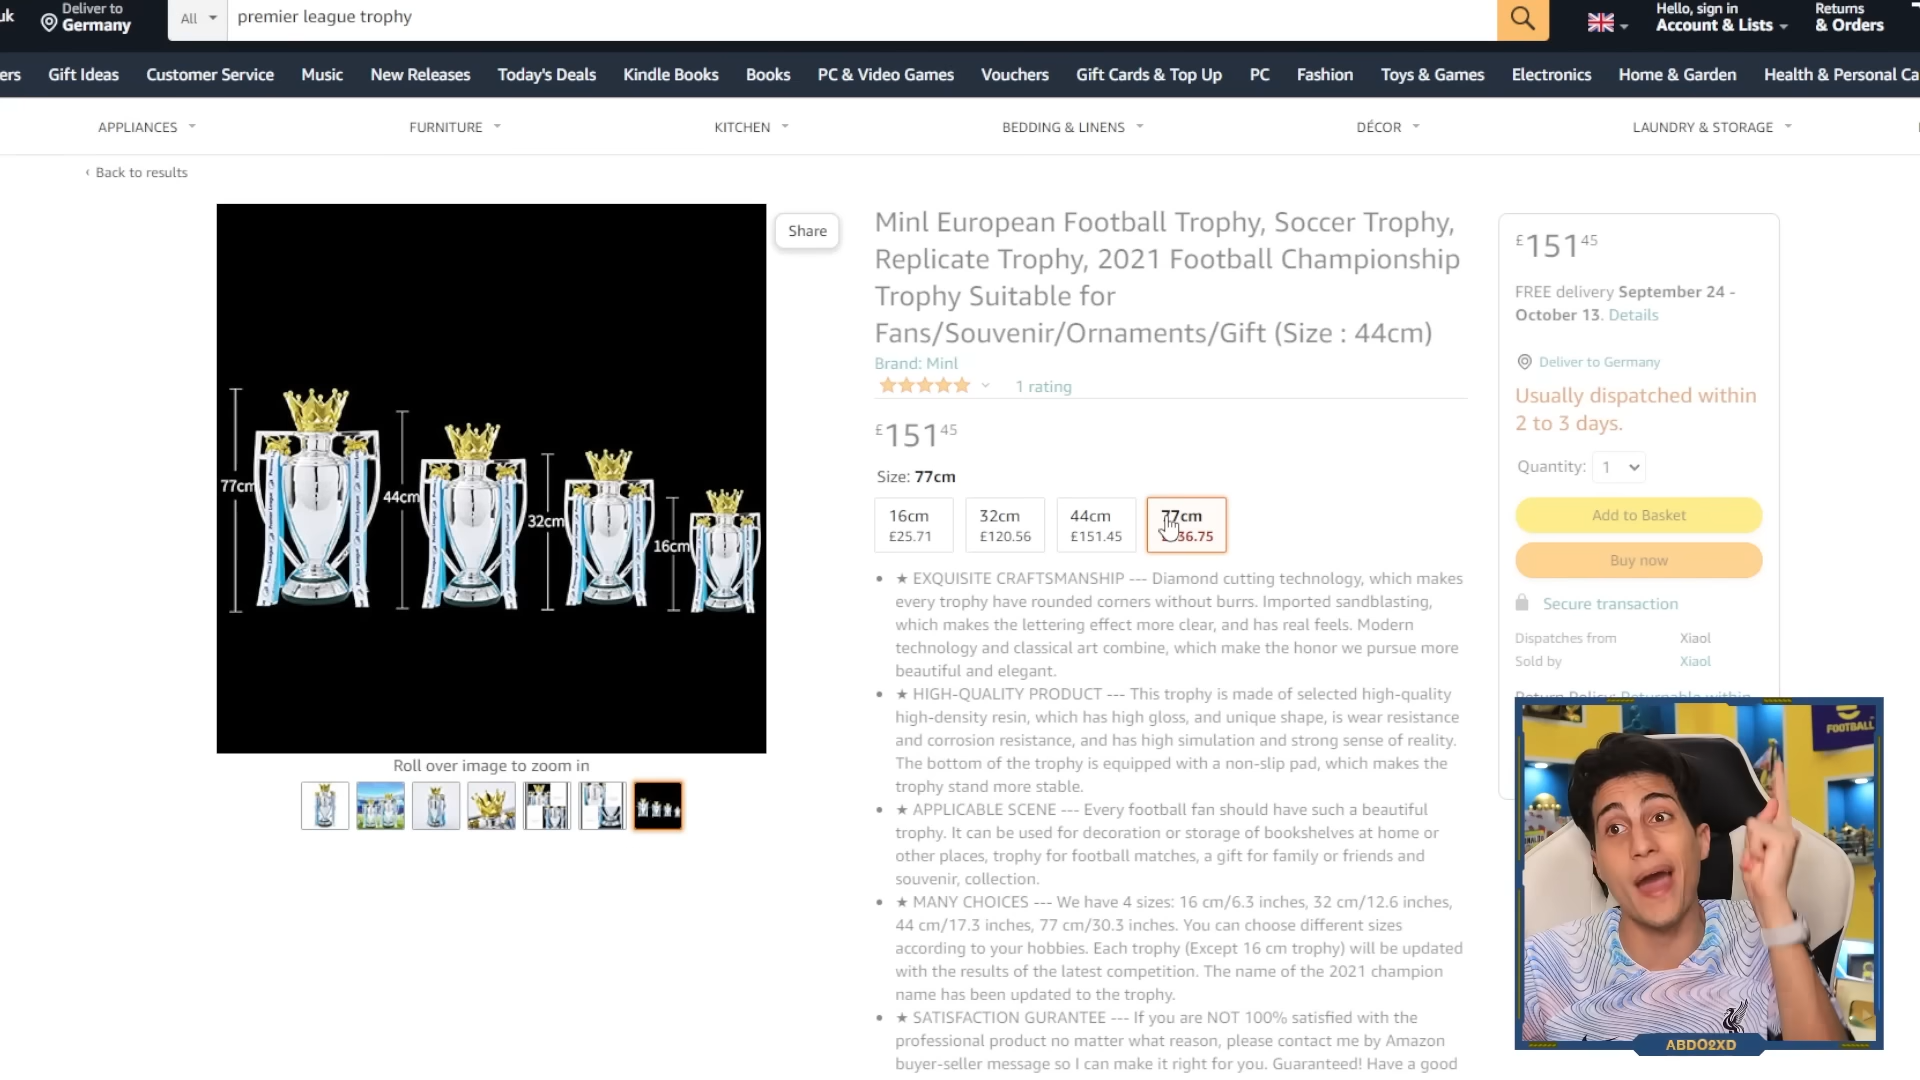 uk
Deliver to
Germany
All
premier league trophy
Hello, sign in
Account & Lists
Returns
& Orders
ers
Gift Ideas
Customer Service
Music
New Releases
Today's Deals
Kindle Books
Books
PC & Video Games
Vouchers
Gift Cards & Top Up
PC
Fashion
Toys & Games
Electronics
Home & Garden
Health & Personal Ca
APPLIANCES
FURNITURE
KITCHEN
BEDDING & LINENS
DÉCOR
LAUNDRY & STORAGE
‹ Back to results
77cm
44cm
32cm
16cm
Roll over image to zoom in
Share
Minl European Football Trophy, Soccer Trophy,
Replicate Trophy, 2021 Football Championship
Trophy Suitable for
Fans/Souvenir/Ornaments/Gift (Size : 44cm)
Brand: Minl
1 rating
£151 45
Size: 77cm
16cm
£25.71
32cm
£120.56
44cm
£151.45
77cm
36.75
• ★ EXQUISITE CRAFTSMANSHIP --- Diamond cutting technology, which makes
every trophy have rounded corners without burrs. Imported sandblasting,
which makes the lettering effect more clear, and has real feels. Modern
technology and classical art combine, which make the honor we pursue more
beautiful and elegant.
• ★ HIGH-QUALITY PRODUCT --- This trophy is made of selected high-quality
high-density resin, which has high gloss, and unique shape, is wear resistance
and corrosion resistance, and has high simulation and strong sense of reality.
The bottom of the trophy is equipped with a non-slip pad, which makes the
trophy stand more stable.
• ★ APPLICABLE SCENE --- Every football fan should have such a beautiful
trophy. It can be used for decoration or storage of bookshelves at home or
other places, trophy for football matches, a gift for family or friends and
souvenir, collection.
• ★ MANY CHOICES --- We have 4 sizes: 16 cm/6.3 inches, 32 cm/12.6 inches,
44 cm/17.3 inches, 77 cm/30.3 inches. You can choose different sizes
according to your hobbies. Each trophy (Except 16 cm trophy) will be updated
with the results of the latest competition. The name of the 2021 champion
name has been updated to the trophy.
• ★ SATISFACTION GURANTEE --- If you are NOT 100% satisfied with the
professional product no matter what reason, please contact me by Amazon
buyer-seller message so I can make it right for you. Guaranteed! Have a good
£151 45
FREE delivery September 24 -
October 13. Details
Deliver to Germany
Usually dispatched within
2 to 3 days.
Quantity: 1
Add to Basket
Buy now
Secure transaction
Dispatches from Xiaol
Sold by Xiaol
Return Policy: Returnable within
FOOTBALL
ABDO2XD